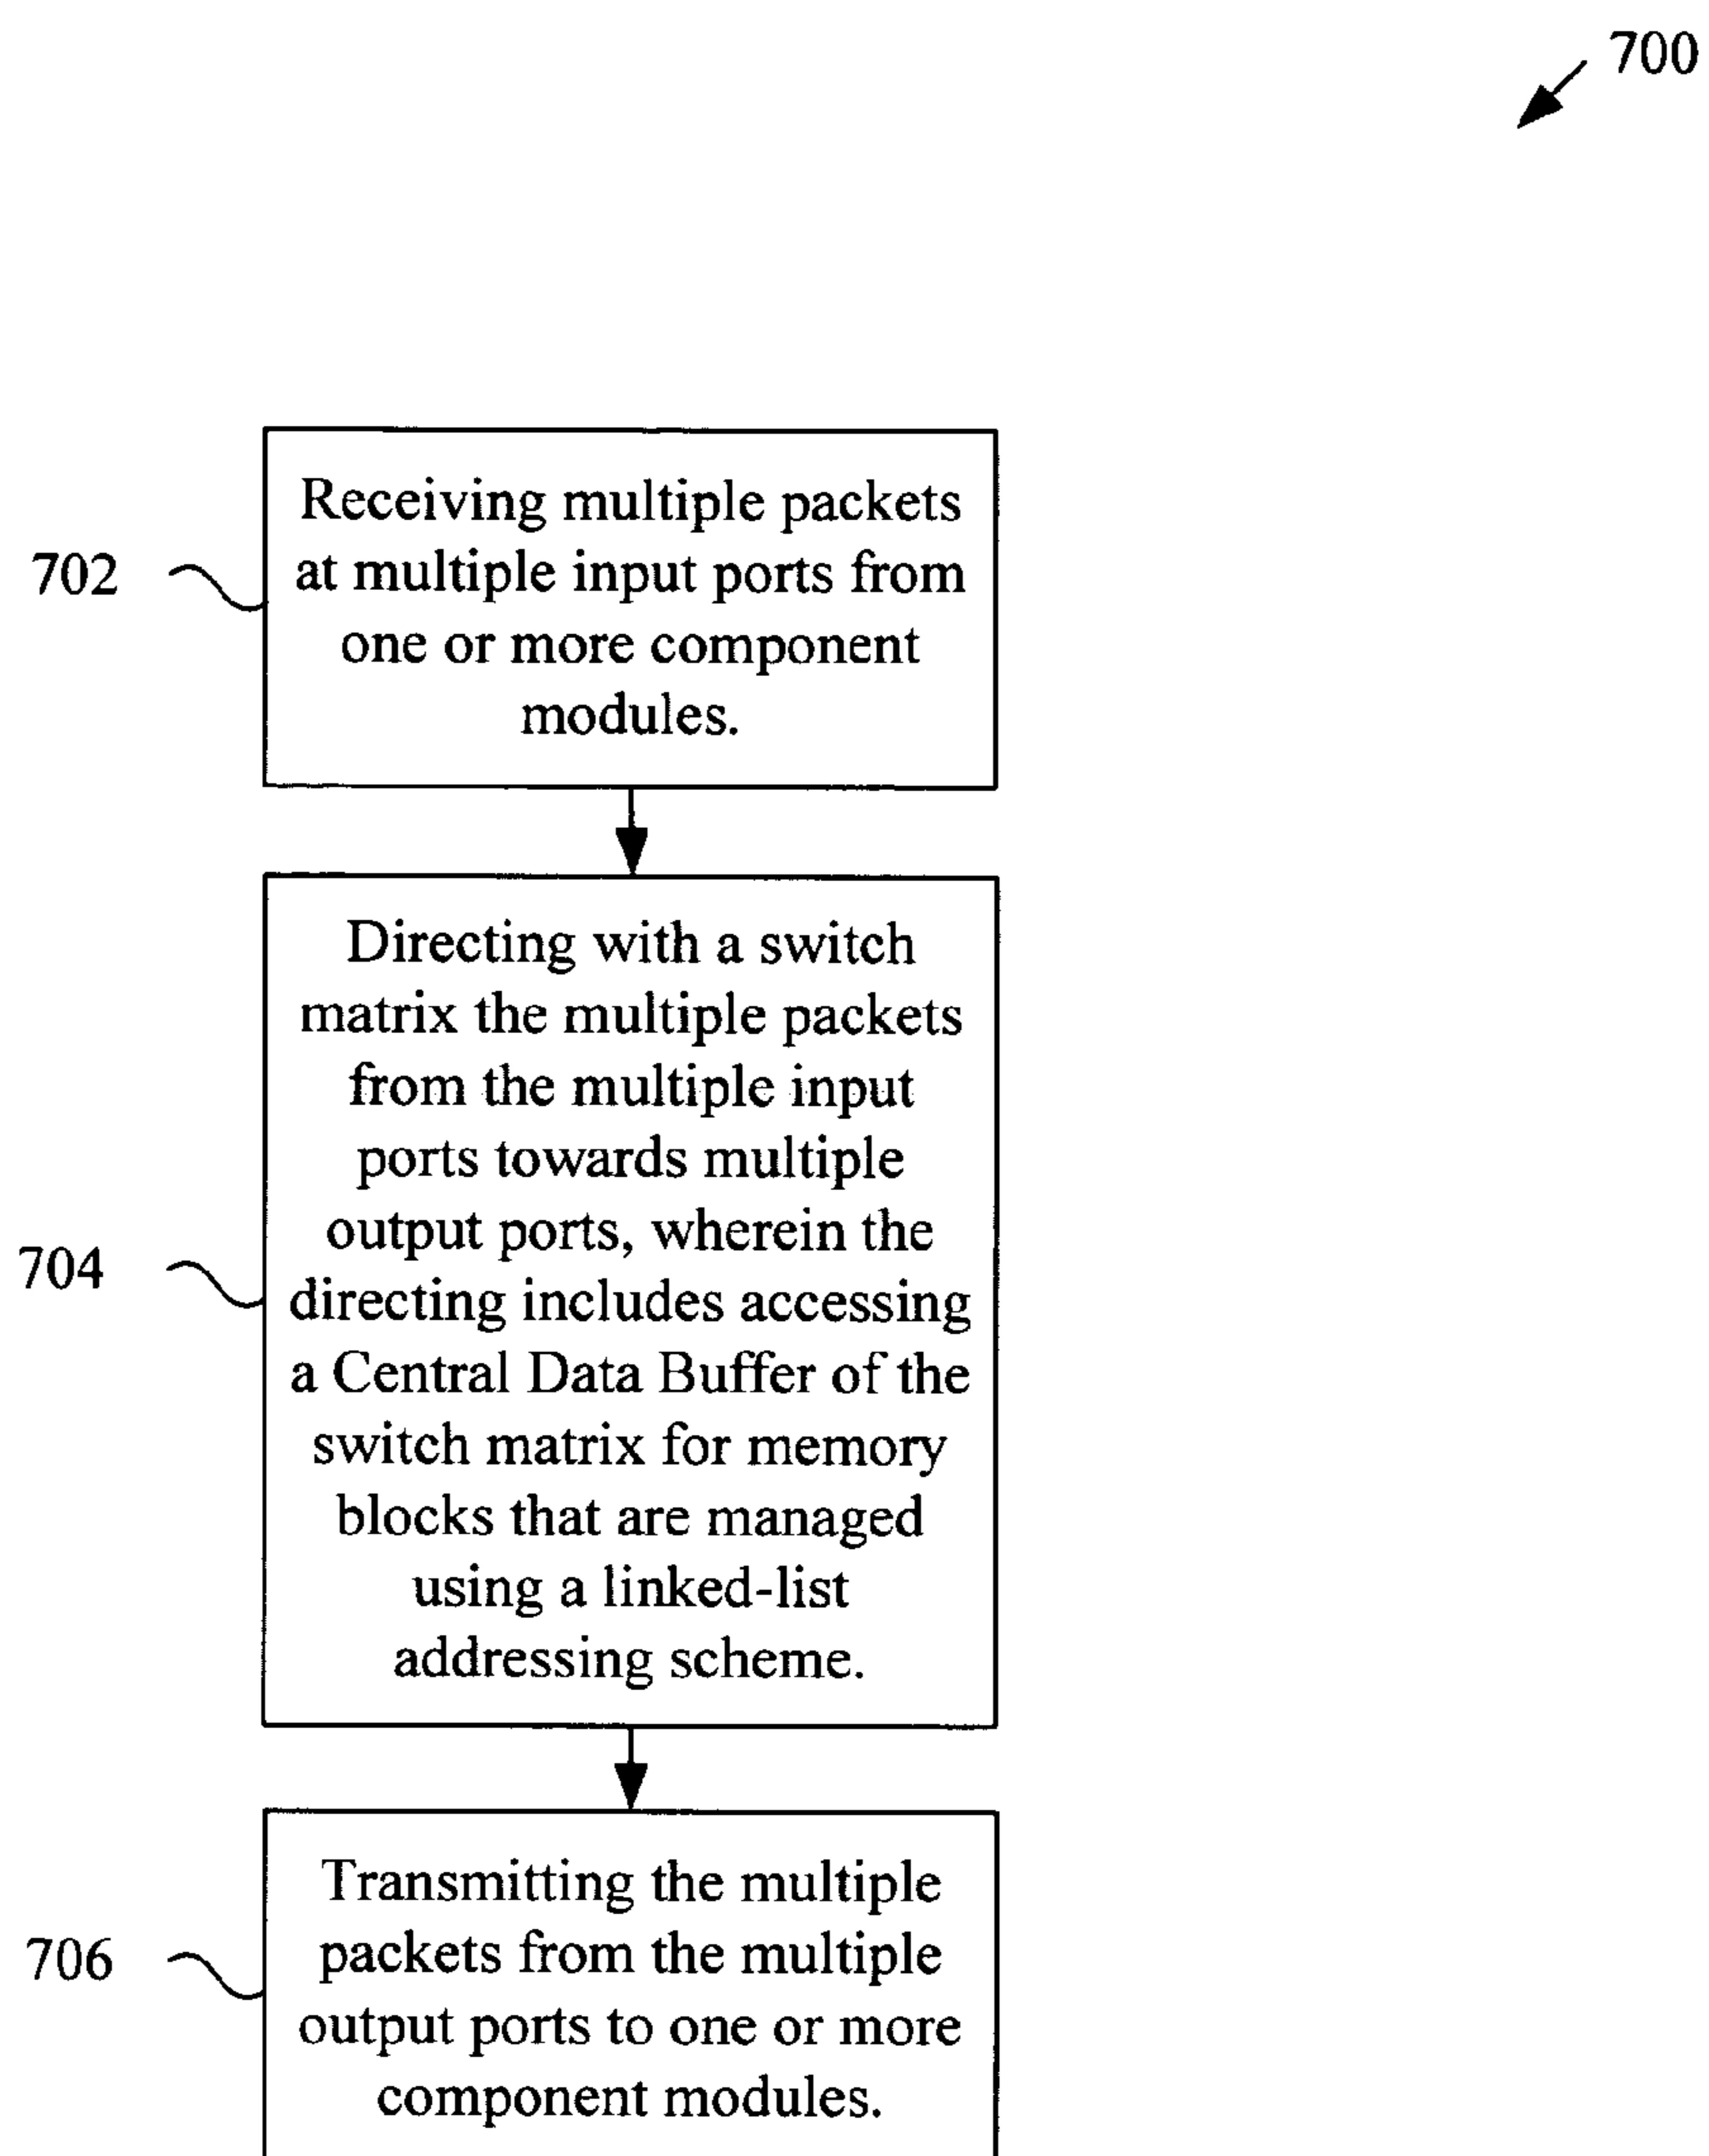 700
702
Receiving multiple packets
at multiple input ports from
one or more component
modules.
704
Directing with a switch
matrix the multiple packets
from the multiple input
ports towards multiple
output ports, wherein the
directing includes accessing
a Central Data Buffer of the
switch matrix for memory
blocks that are managed
using a linked-list
addressing scheme.
706
Transmitting the multiple
packets from the multiple
output ports to one or more
component modules.